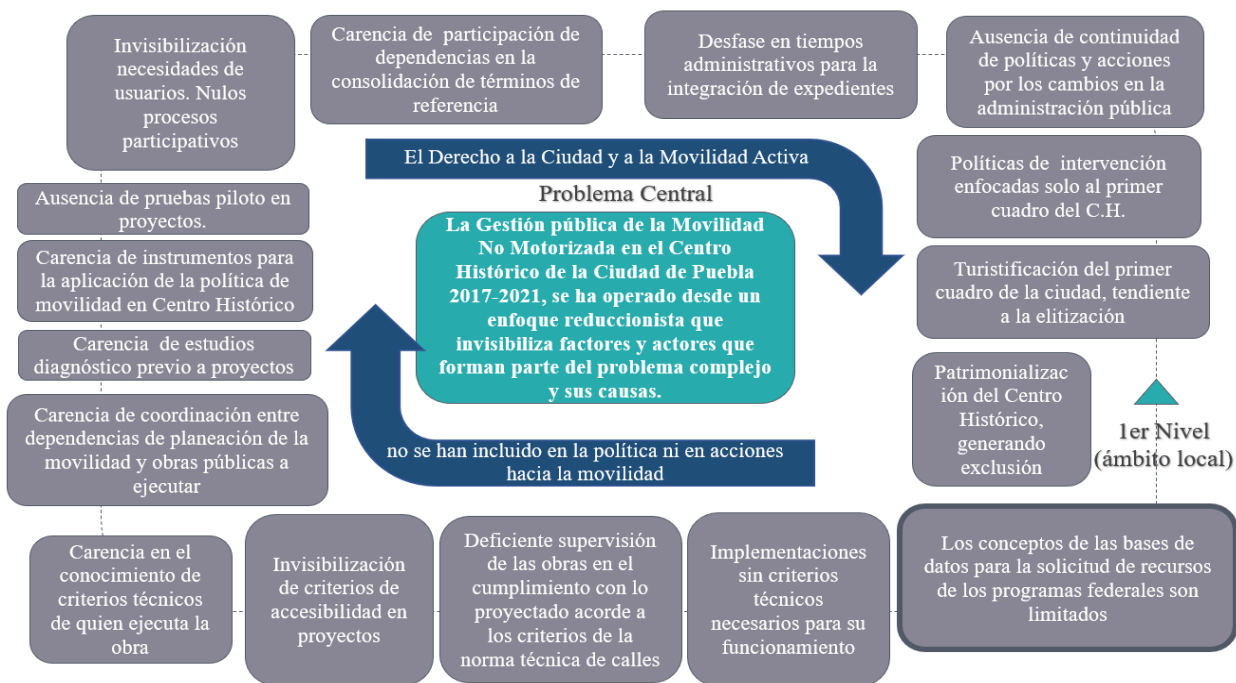 Invisibilización
necesidades de
usuarios. Nulos
procesos
participativos
Carencia de participación de
dependencias en la
consolidación de términos de
referencia
Desfase en tiempos
administrativos para la
integración de expedientes
Ausencia de continuidad
de políticas y acciones
por los cambios en la
administración pública
El Derecho a la Ciudad y a la Movilidad Activa
Problema Central
La Gestión pública de la Movilidad
No Motorizada en el Centro
Histórico de la Ciudad de Puebla
2017-2021, se ha operado desde un
enfoque reduccionista que
invisibiliza factores y actores que
forman parte del problema complejo
y sus causas.
no se han incluido en la política ni en acciones
hacia la movilidad
Políticas de intervención
enfocadas solo al primer
cuadro del C.H.
Turistificación del primer
cuadro de la ciudad, tendiente
a la elitización
Patrimonializa
ción del Centro
Histórico,
generando
exclusión
1er Nivel
(ámbito local)
Ausencia de pruebas piloto en
proyectos.
Carencia de instrumentos para
la aplicación de la política de
movilidad en Centro Histórico
Carencia de estudios
diagnóstico previo a proyectos
Carencia de coordinación entre
dependencias de planeación de la
movilidad y obras públicas a
ejecutar
Carencia en el
conocimiento de
criterios técnicos
de quien ejecuta la
obra
Invisibilización
de criterios de
accesibilidad en
proyectos
Deficiente supervisión
de las obras en el
cumplimiento con lo
proyectado acorde a
los criterios de la
norma técnica de calles
Implementaciones
sin criterios
técnicos
necesarios para su
funcionamiento
Los conceptos de las bases de
datos para la solicitud de recursos
de los programas federales son
limitados